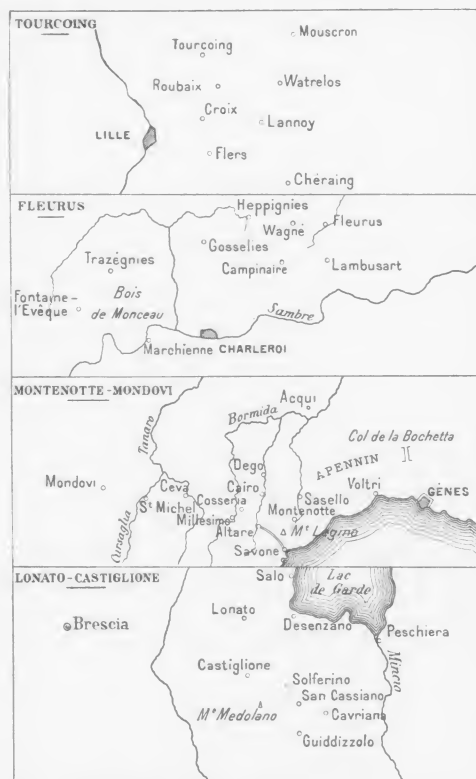 TOURCOING
Mouscron
Tourcoing
Roubaix
Watrelos
Croix
LILLE
Lannoy
Flers
Chéraing
FLEURUS
Heppignies
Wagné
Fleurus
Gosselies
Trazégnies
Campinaire
Lambusart
Fontaine-
l'Evêque
Bois
de Monceau
Sambre
Marchienne
CHARLEROI
MONTENOTTE-MONDOVI
Acqui
Bormida
Tanaro
Col de la Bochetta
Dego
APENNIN
Mondovi
Ceva
Cairo
Voltri
GÊNES
St Michel
Cosseria
Sasello
Millesimo
Montenotte
Cursaglia
Altare
Mt Legino
Savone
LONATO-CASTIGLIONE
Salo
Lac
de Garde
Lonato
Brescia
Desenzano
Peschiera
Mincio
Castiglione
Solferino
San Cassiano
Mte Medolano
Cavriana
Guiddizzolo